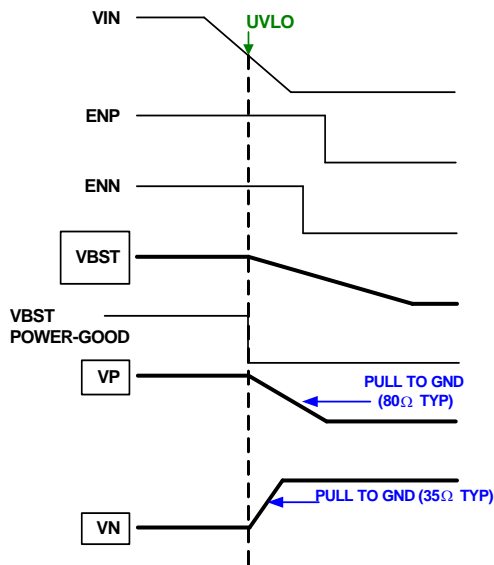 VIN
UVLO
ENP
ENN
VBST
VBST
POWER-GOOD
VP
PULL TO GND
(80Ω TYP)
PULL TO GND (35Ω TYP)
VN